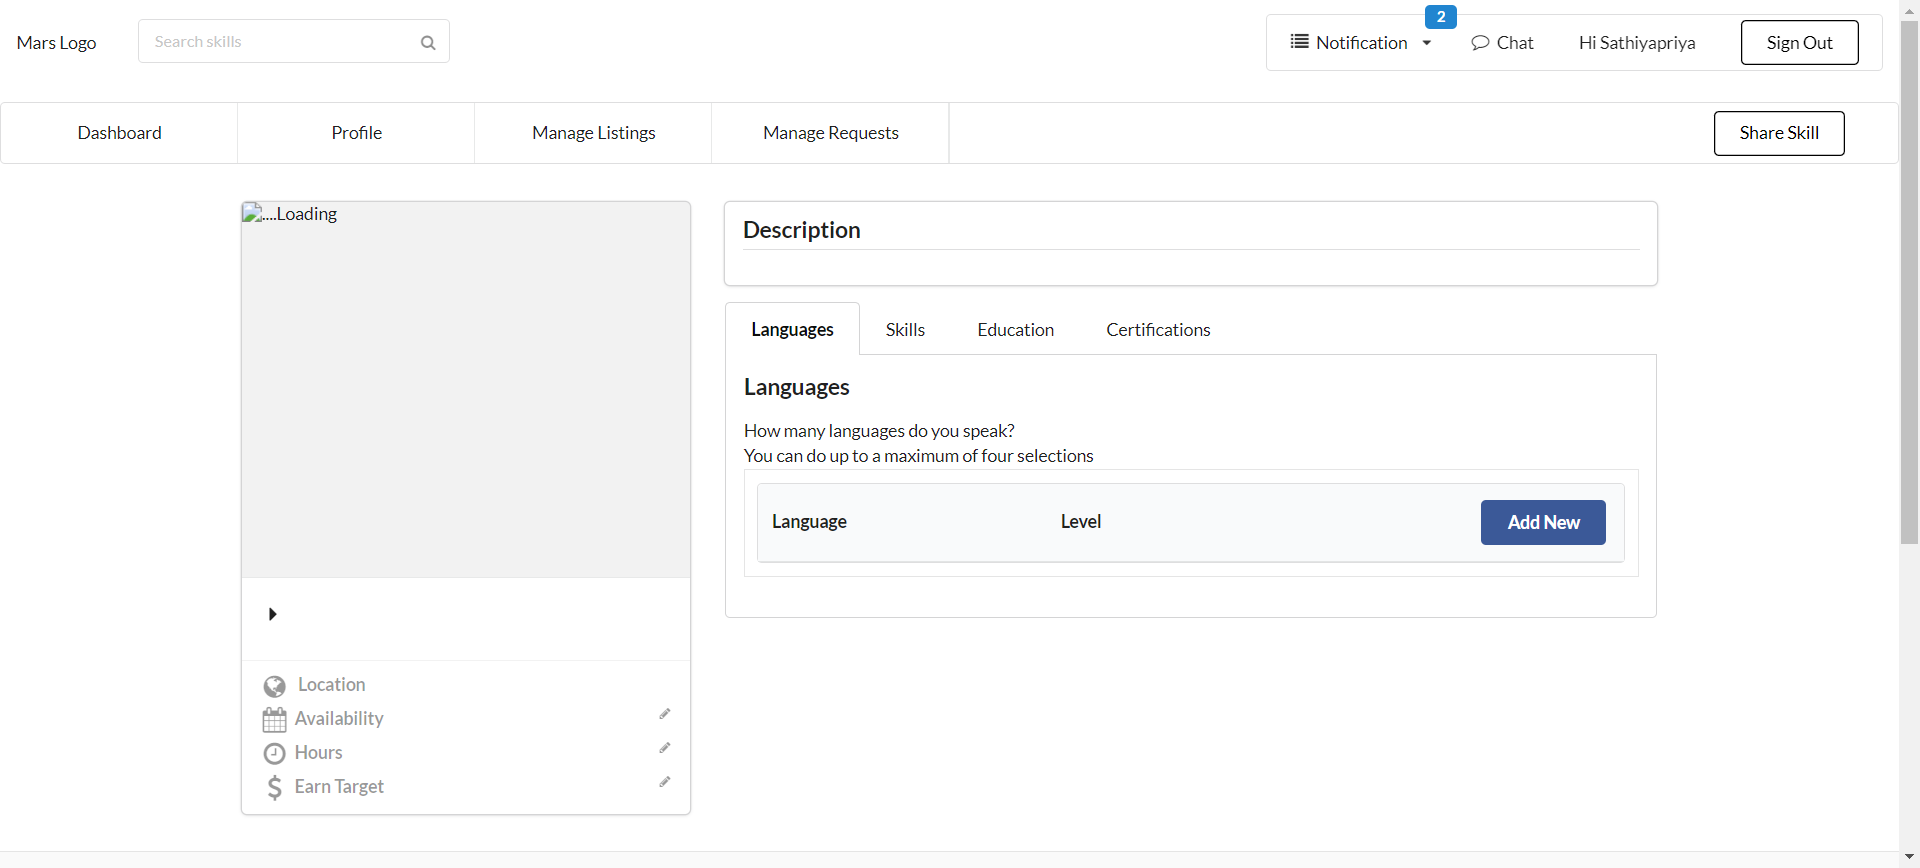 2
Mars Logo
Search skills
Notification
Chat
Hi Sathiyapriya
Sign Out
Dashboard
Profile
Manage Listings
Manage Requests
Share Skill
....Loading
Location
Availability
Hours
Earn Target
Description
Languages
Skills
Education
Certifications
Languages
How many languages do you speak?
You can do up to a maximum of four selections
Language
Level
Add New